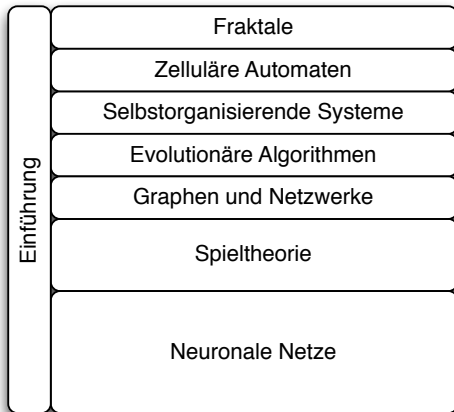 Einführung
Fraktale
Zelluläre Automaten
Selbstorganisierende Systeme
Evolutionäre Algorithmen
Graphen und Netzwerke
Spieltheorie
Neuronale Netze